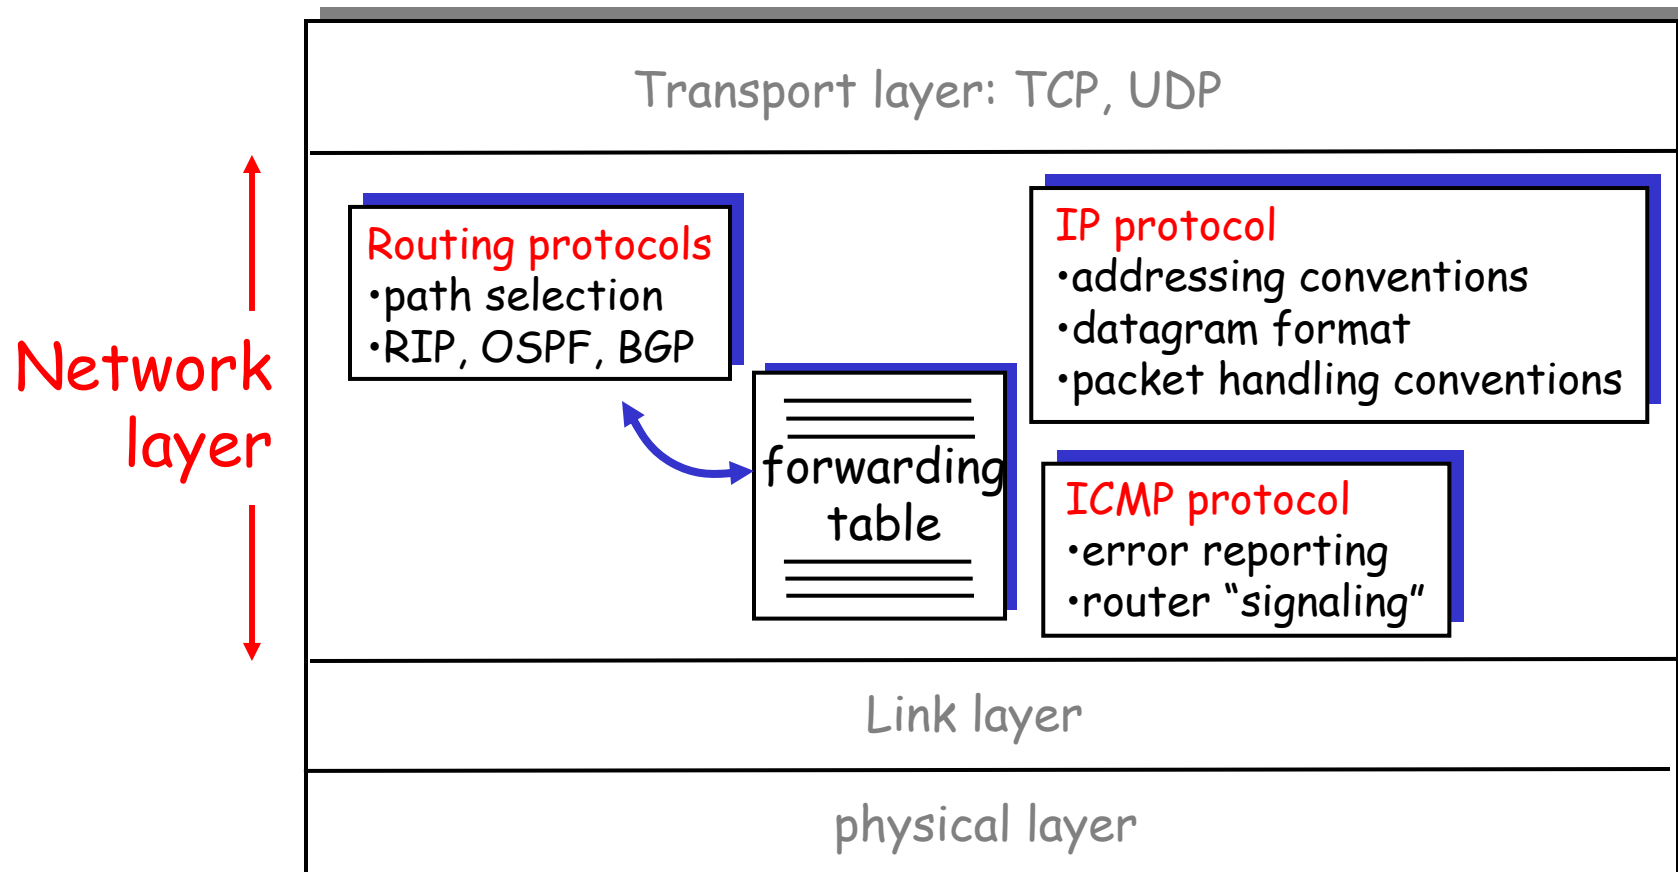 Transport layer: TCP, UDP
Network
layer
Routing protocols
•path selection
•RIP, OSPF, BGP
forwarding
table
IP protocol
•addressing conventions
•datagram format
•packet handling conventions
ICMP protocol
•error reporting
•router “signaling”
Link layer
physical layer